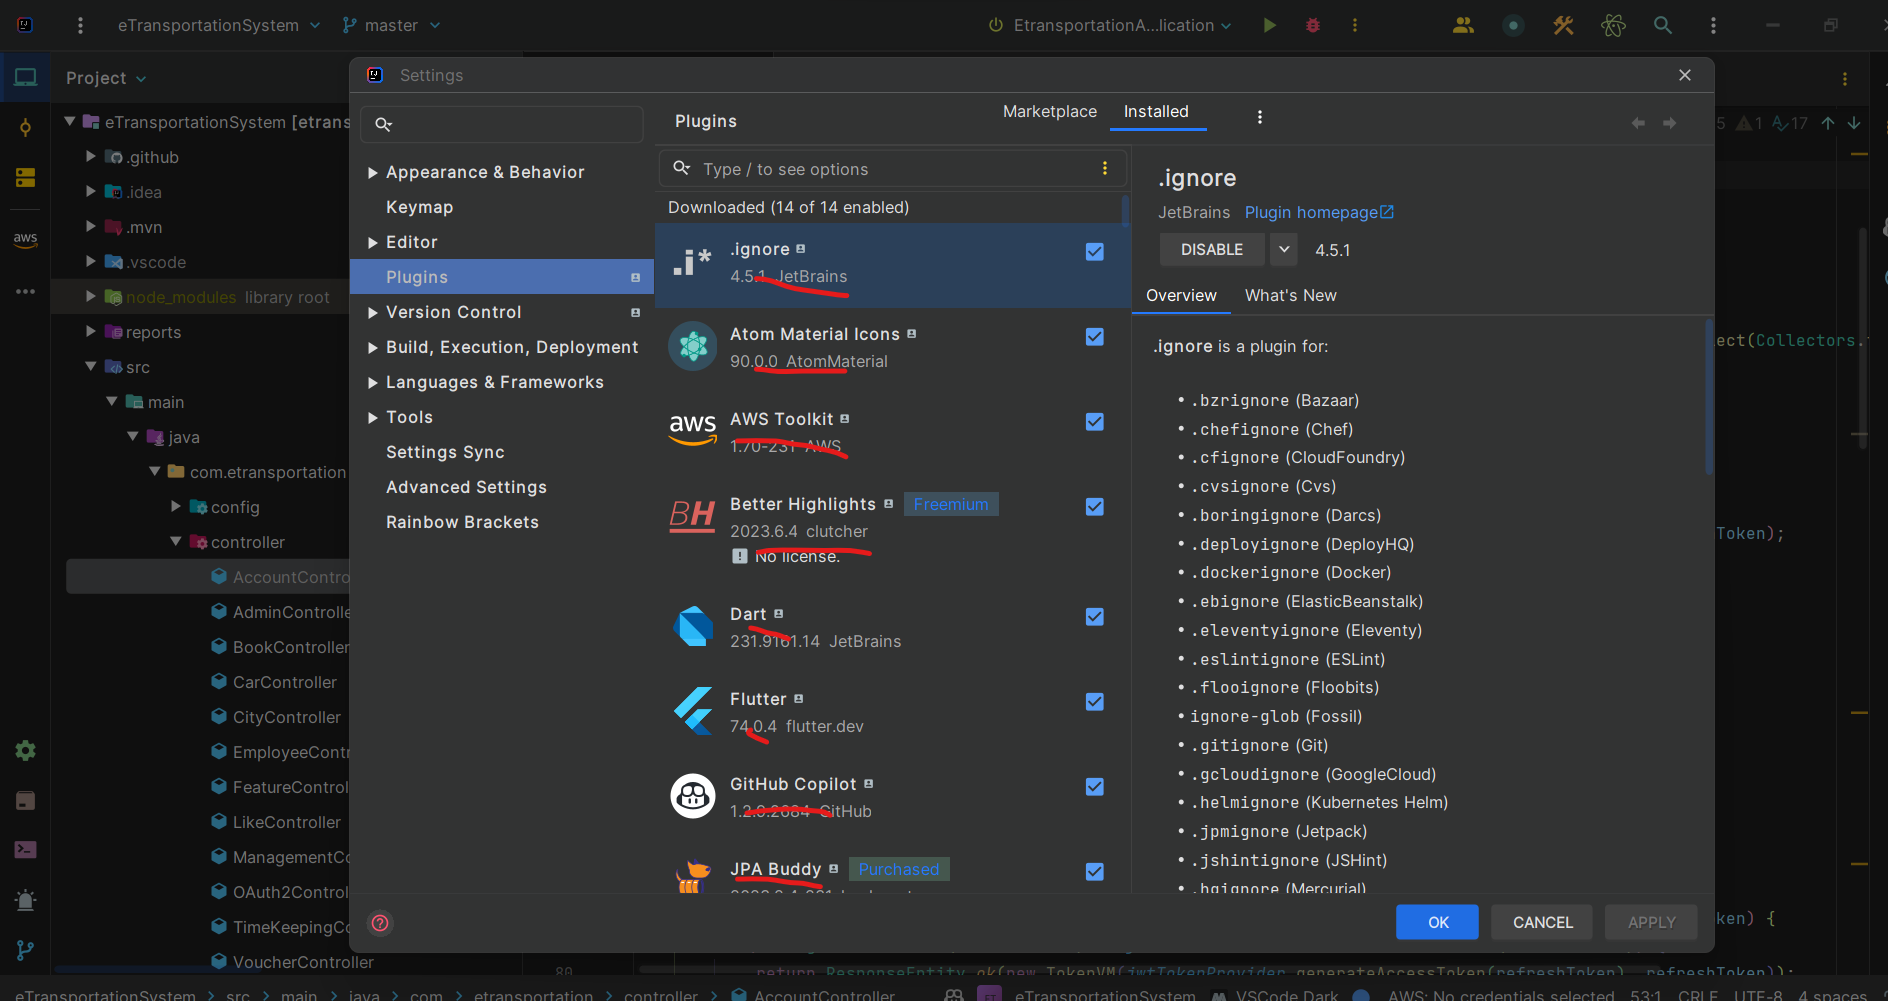 eTransportationSystem
master
EtransportationA...lication
Project
Settings
eTransportationSystem [etrans
.github
.idea
.mvn
.vscode
node_modules library root
reports
src
main
java
com.etransportation
config
controller
AccountContro
AdminControlle
BookController
CarController
CityController
EmployeeContr
FeatureControl
LikeController
ManagementCo
OAuth2Control
TimeKeepingCo
VoucherController
aws
Appearance & Behavior
Keymap
Editor
Plugins
Version Control
Build, Execution, Deployment
Languages & Frameworks
Tools
Settings Sync
Advanced Settings
Rainbow Brackets
Plugins
Marketplace
Installed
Type / to see options
Downloaded (14 of 14 enabled)
.i*
.ignore
4.5.1 JetBrains
Atom Material Icons
90.0.0 AtomMaterial
aws
AWS Toolkit
1.70-231 AWS
BH
Better Highlights
Freemium
2023.6.4 clutcher
No license.
Dart
231.9161.14 JetBrains
Flutter
74.0.4 flutter.dev
GitHub Copilot
1.2.9.2684 GitHub
JPA Buddy
Purchased
.ignore
JetBrains
Plugin homepage
DISABLE
4.5.1
Overview
What's New
.ignore is a plugin for:
• .bzrignore (Bazaar)
• .chefignore (Chef)
• .cfignore (CloudFoundry)
• .cvsignore (Cvs)
• .boringignore (Darcs)
• .deployignore (DeployHQ)
• .dockerignore (Docker)
• .ebignore (ElasticBeanstalk)
• .eleventyignore (Eleventy)
• .eslintignore (ESLint)
• .flooignore (Floobits)
• ignore-glob (Fossil)
• .gitignore (Git)
• .gcloudignore (GoogleCloud)
• .helmignore (Kubernetes Helm)
• .jpmignore (Jetpack)
• .jshintignore (JSHint)
• .hgignore (Mercurial)
OK
CANCEL
APPLY
5
1
17
lect(Collectors.
Token);
ken) {
80
return ResponseEntity.ok(new TokenVM(jwtTokenProvider.generateAccessToken(refreshToken), refreshToken));
eTransportationSystem > src > main > java > com > etransportation > controller > AccountController
eTransportationSystem
VSCode Dark
AWS: No credentials selected
53:1
CRLF
UTF-8
4 spaces